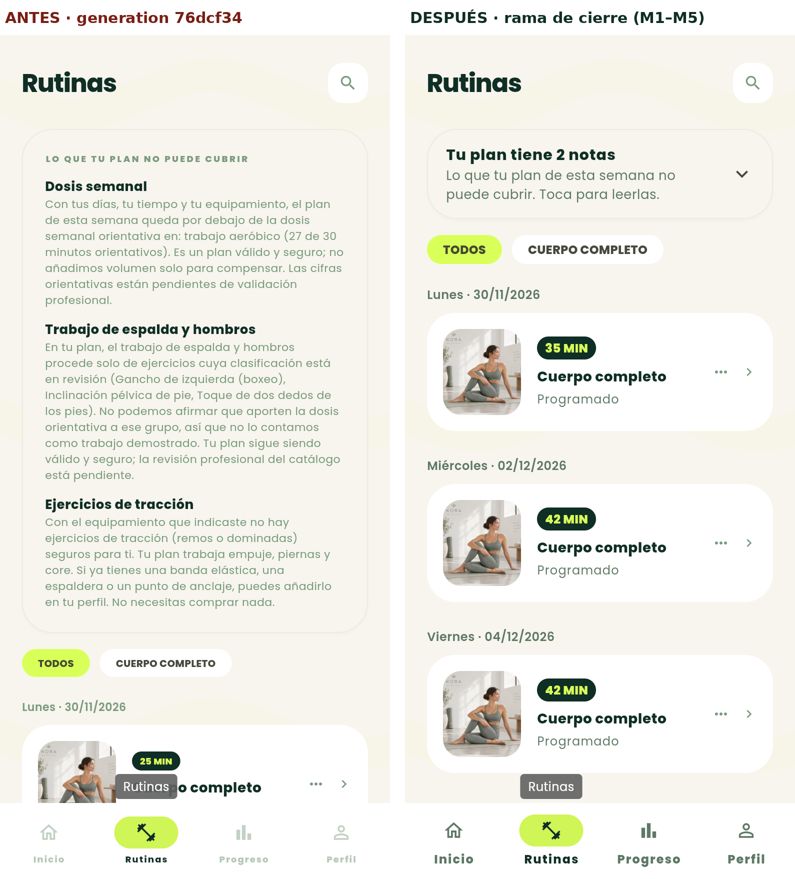 ANTES · generation 76dcf34
Rutinas
LO QUE TU PLAN NO PUEDE CUBRIR
Dosis semanal
Con tus días, tu tiempo y tu equipamiento, el plan
de esta semana queda por debajo de la dosis
semanal orientativa en: trabajo aeróbico (27 de 30
minutos orientativos). Es un plan válido y seguro; no
añadimos volumen solo para compensar. Las cifras
orientativas están pendientes de validación
profesional.
Trabajo de espalda y hombros
En tu plan, el trabajo de espalda y hombros
procede solo de ejercicios cuya clasificación está
en revisión (Gancho de izquierda (boxeo),
Inclinación pélvica de pie, Toque de dos dedos de
los pies). No podemos afirmar que aporten la dosis
orientativa a ese grupo, así que no lo contamos
como trabajo demostrado. Tu plan sigue siendo
válido y seguro; la revisión profesional del catálogo
está pendiente.
Ejercicios de tracción
Con el equipamiento que indicaste no hay
ejercicios de tracción (remos o dominadas)
seguros para ti. Tu plan trabaja empuje, piernas y
core. Si ya tienes una banda elástica, una
espaldera o un punto de anclaje, puedes añadirlo
en tu perfil. No necesitas comprar nada.
TODOS
CUERPO COMPLETO
Lunes · 30/11/2026
25 MIN
po completo
Rutinas
Inicio
Rutinas
Progreso
Perfil
DESPUÉS · rama de cierre (M1–M5)
Rutinas
Tu plan tiene 2 notas
Lo que tu plan de esta semana no
puede cubrir. Toca para leerlas.
TODOS
CUERPO COMPLETO
Lunes · 30/11/2026
35 MIN
Cuerpo completo
Programado
Miércoles · 02/12/2026
42 MIN
Cuerpo completo
Programado
Viernes · 04/12/2026
42 MIN
Cuerpo completo
Programado
Rutinas
Inicio
Rutinas
Progreso
Perfil